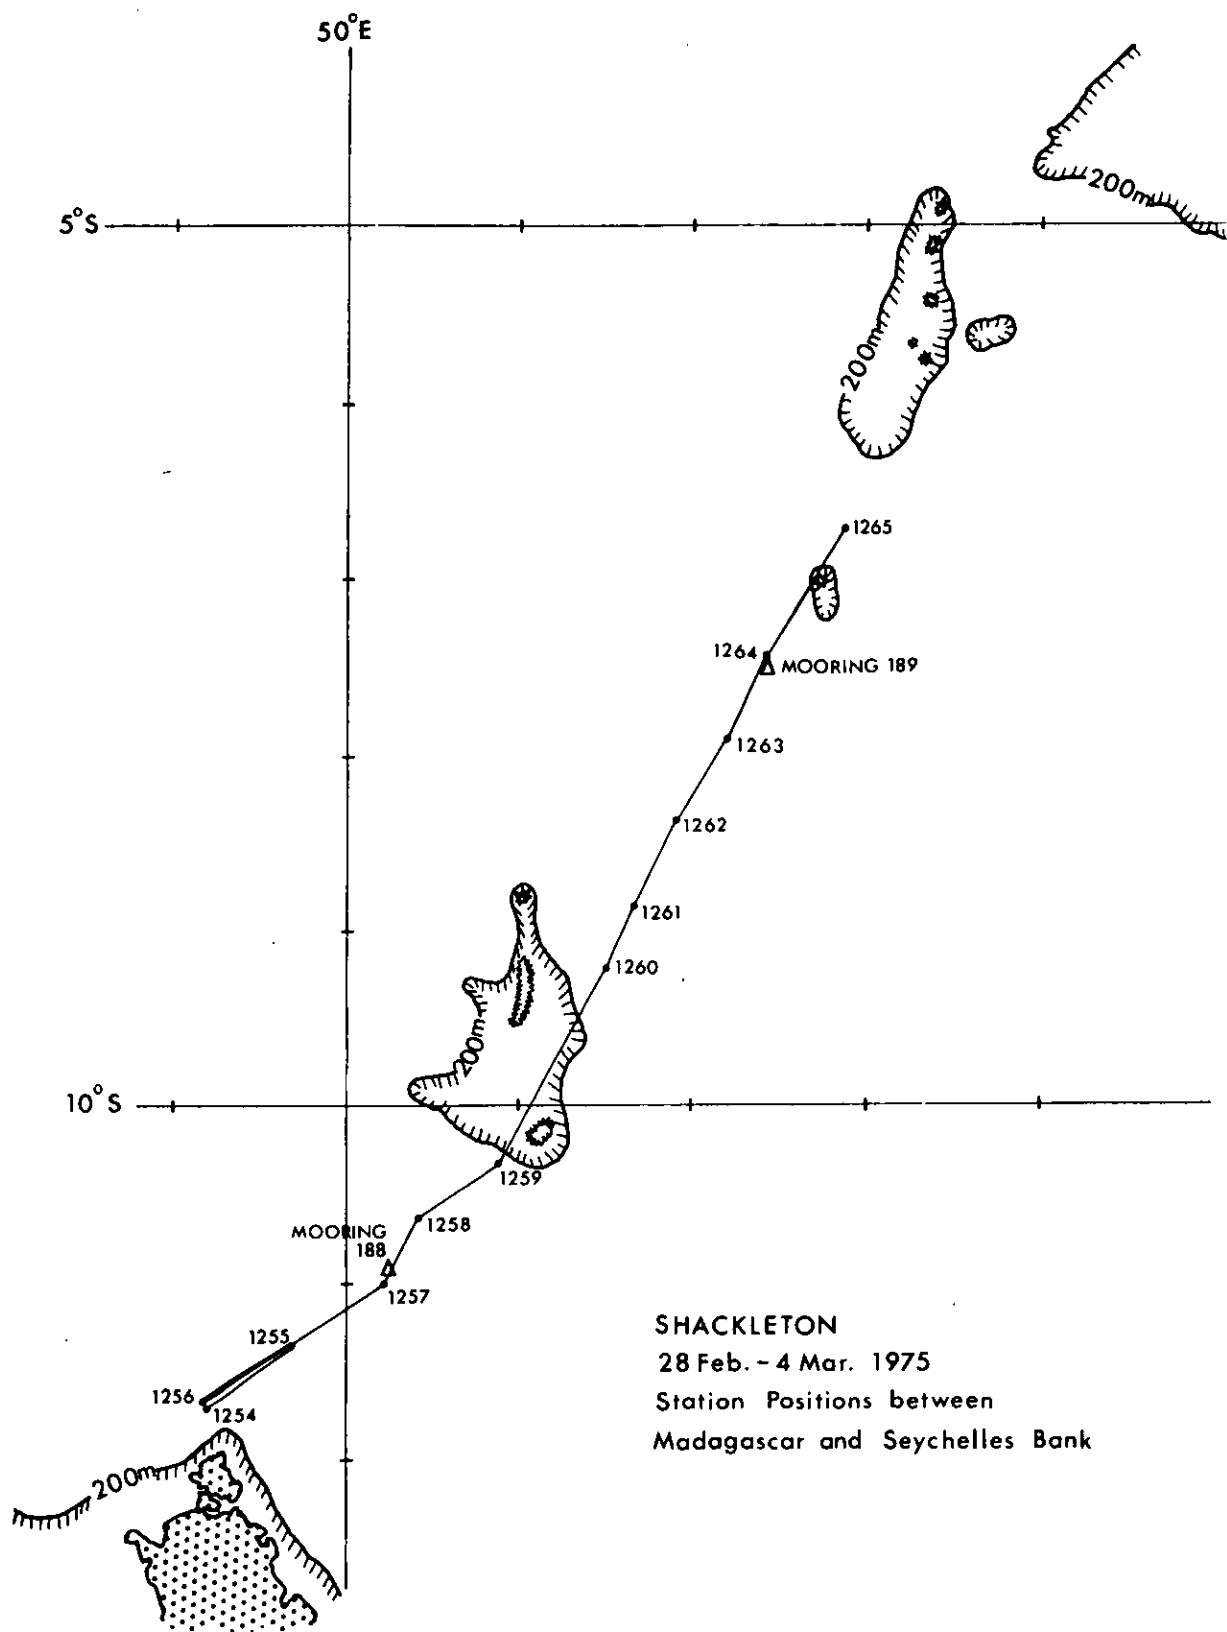 50°E
200m
5°S
200m
1265
1264
MOORING 189
1263
1262
1261
1260
200m
10°S
1259
1258
MOORING
188
1257
1255
1256
1254
200m
SHACKLETON
28 Feb. - 4 Mar. 1975
Station Positions between
Madagascar and Seychelles Bank